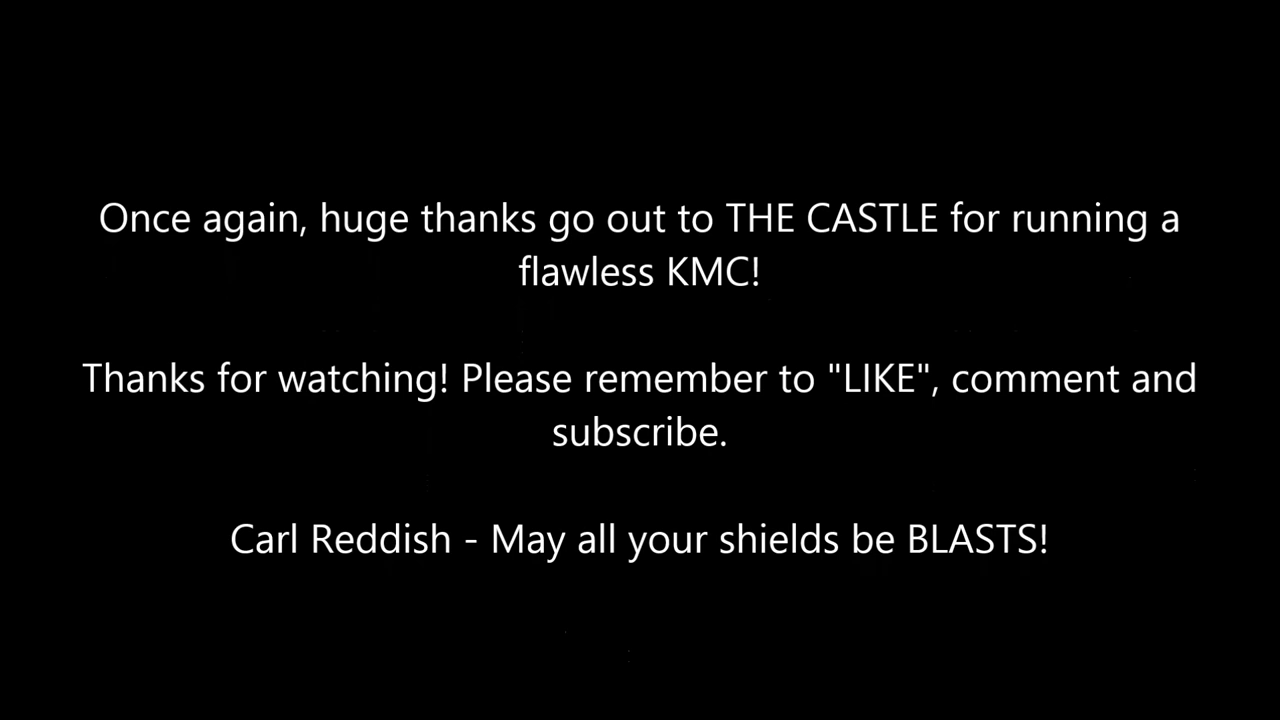 Once again, huge thanks go out to THE CASTLE for running a
flawless KMC!
Thanks for watching! Please remember to "LIKE", comment and
subscribe.
Carl Reddish - May all your shields be BLASTS!